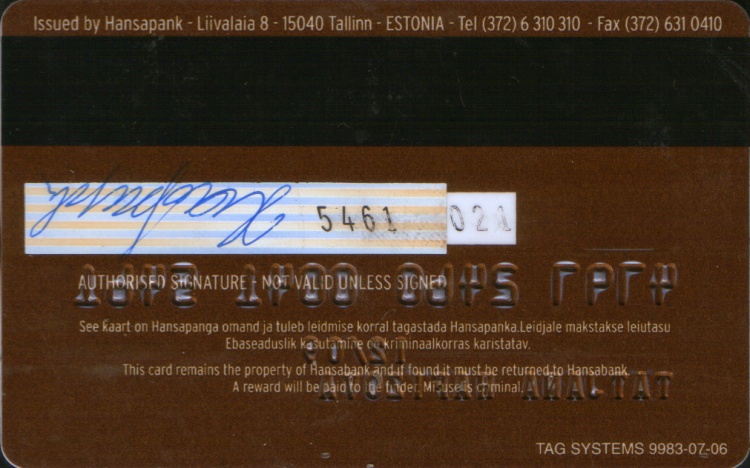 Issued by Hansapank - Liivalaia 8 - 15040 Tallinn - ESTONIA - Tel (372) 6 310 310 - Fax (372) 631 0410
5461 021
AUTHORISED SIGNATURE - NOT VALID UNLESS SIGNED
See kaart on Hansapanga omand ja tuleb leidmise korral tagastada Hansapanka.Leidjale makstakse leiutasu
Ebaseaduslik kasutamine on kriminaalkorras karistatav.
This card remains the property of Hansabank and if found it must be returned to Hansabank.
A reward will be paid to the finder. Misuse is criminal.
TAG SYSTEMS 9983-07-06